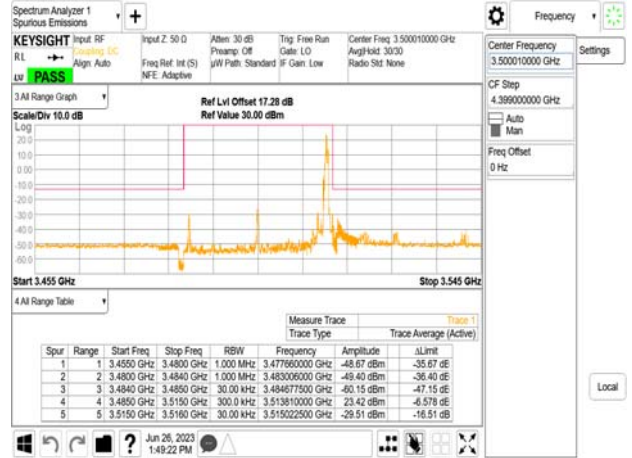 Spectrum Analyzer 1
Spurious Emissions
Frequency
KEYSIGHT
Input: RF
Coupling: DC
Align: Auto
Input Z: 50 Ω
Freq Ref: Int (S)
NFE: Adaptive
Atten: 30 dB
Preamp: Off
µW Path: Standard
Trig: Free Run
Gate: LO
IF Gain: Low
Center Freq: 3.500010000 GHz
Avg|Hold: 30/30
Radio Std: None
RL
PASS
Center Frequency
3.500010000 GHz
Settings
CF Step
4.399000000 GHz
Auto
Man
Freq Offset
0 Hz
Local
3 All Range Graph
Scale/Div 10.0 dB
Ref Lvl Offset 17.28 dB
Ref Value 30.00 dBm
Log
20.0
10.0
0.00
-10.0
-20.0
-30.0
-40.0
-50.0
-60.0
Start 3.455 GHz
Stop 3.545 GHz
4 All Range Table
Measure Trace Trace 1
Trace Type Trace Average (Active)
Spur Range Start Freq Stop Freq RBW Frequency Amplitude ΔLimit
1 1 3.4550 GHz 3.4800 GHz 1.000 MHz 3.477660000 GHz -48.67 dBm -35.67 dB
2 2 3.4800 GHz 3.4840 GHz 1.000 MHz 3.483006000 GHz -49.40 dBm -36.40 dB
3 3 3.4840 GHz 3.4850 GHz 30.00 kHz 3.484677500 GHz -60.15 dBm -47.15 dB
4 4 3.4850 GHz 3.5150 GHz 300.0 kHz 3.513810000 GHz 23.42 dBm -6.578 dB
5 5 3.5150 GHz 3.5160 GHz 30.00 kHz 3.515022500 GHz -29.51 dBm -16.51 dB
Jun 26, 2023
1:49:22 PM